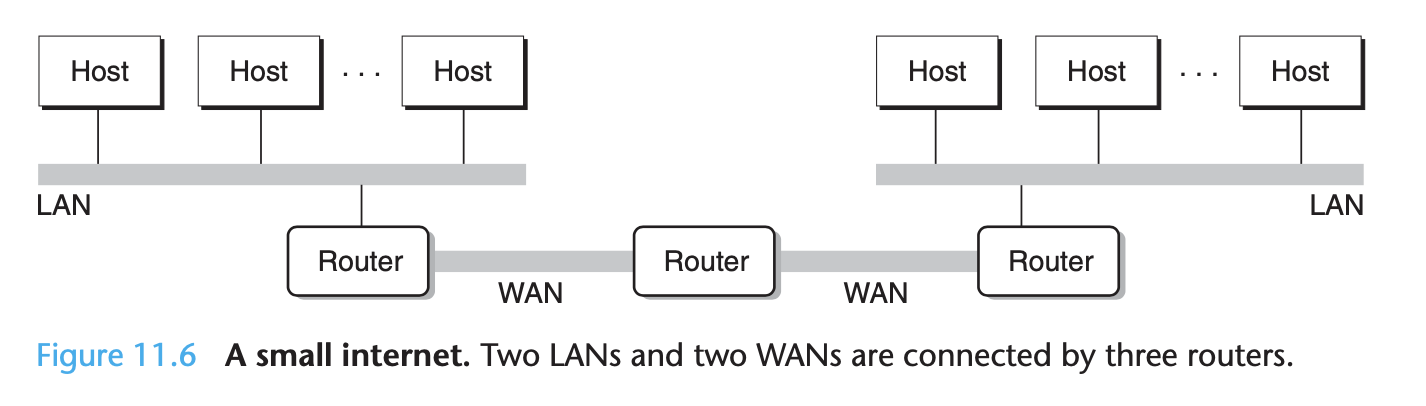 Host Host . . . Host Host Host . . . Host
LAN LAN
Router Router Router
WAN WAN
Figure 11.6 A small internet. Two LANs and two WANs are connected by three routers.